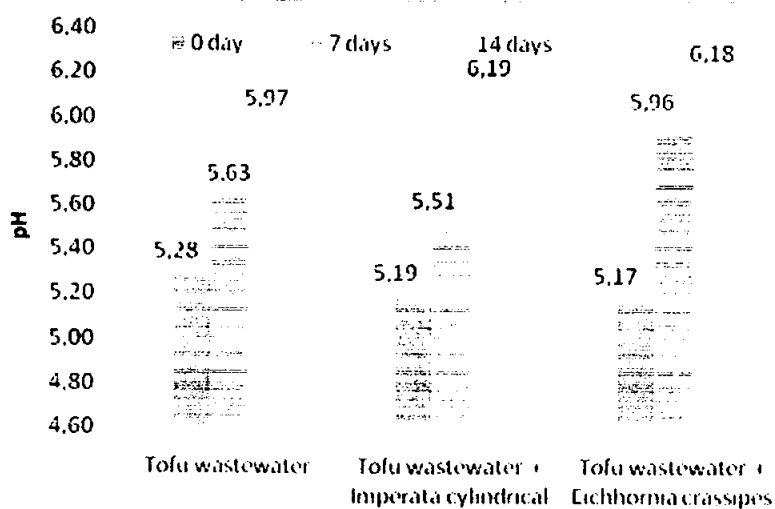 6,40
6,20
6,00
5,80
5,60
5,40
5,20
5,00
4,80
4,60
pH
0 day 7 days 14 days
5,28
5,63
5,97
5,19
5,51
6,19
5,17
5,96
6,18
Tofu wastewater
Tofu wastewater +
Imperata cylindrical
Tofu wastewater +
Eichhornia crassipes